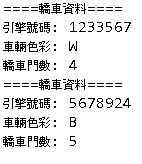 ====轎車資料====
引擎號碼: 1233567
車輛色彩: W
轎車門數: 4
====轎車資料====
引擎號碼: 5678924
車輛色彩: B
轎車門數: 5